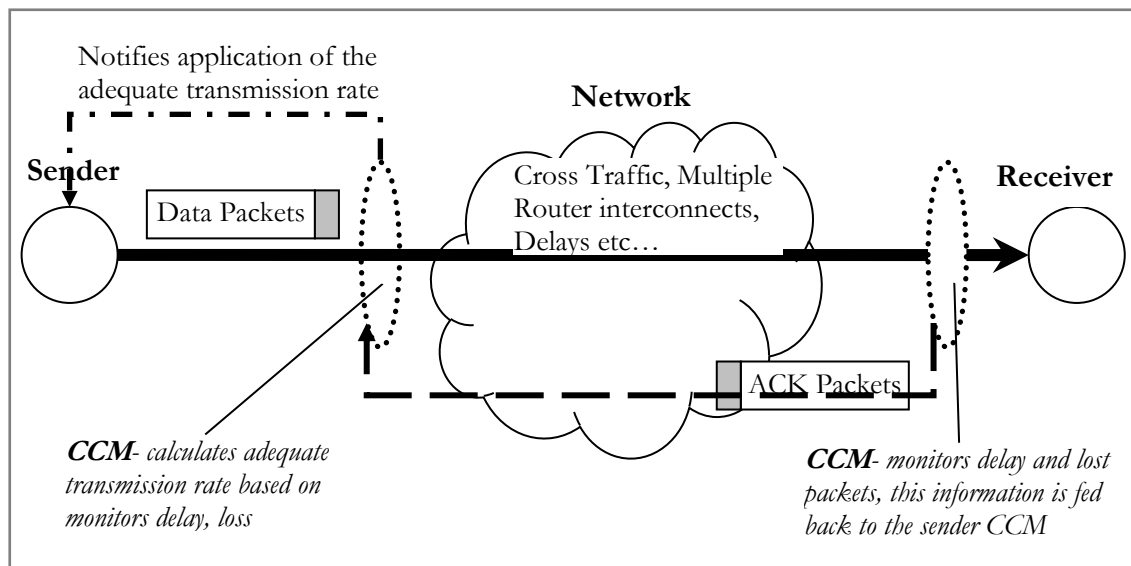 Notifies application of the
adequate transmission rate
Network
Sender
Cross Traffic, Multiple
Router interconnects,
Delays etc…
Receiver
Data Packets
ACK Packets
CCM- calculates adequate
transmission rate based on
monitors delay, loss
CCM- monitors delay and lost
packets, this information is fed
back to the sender CCM